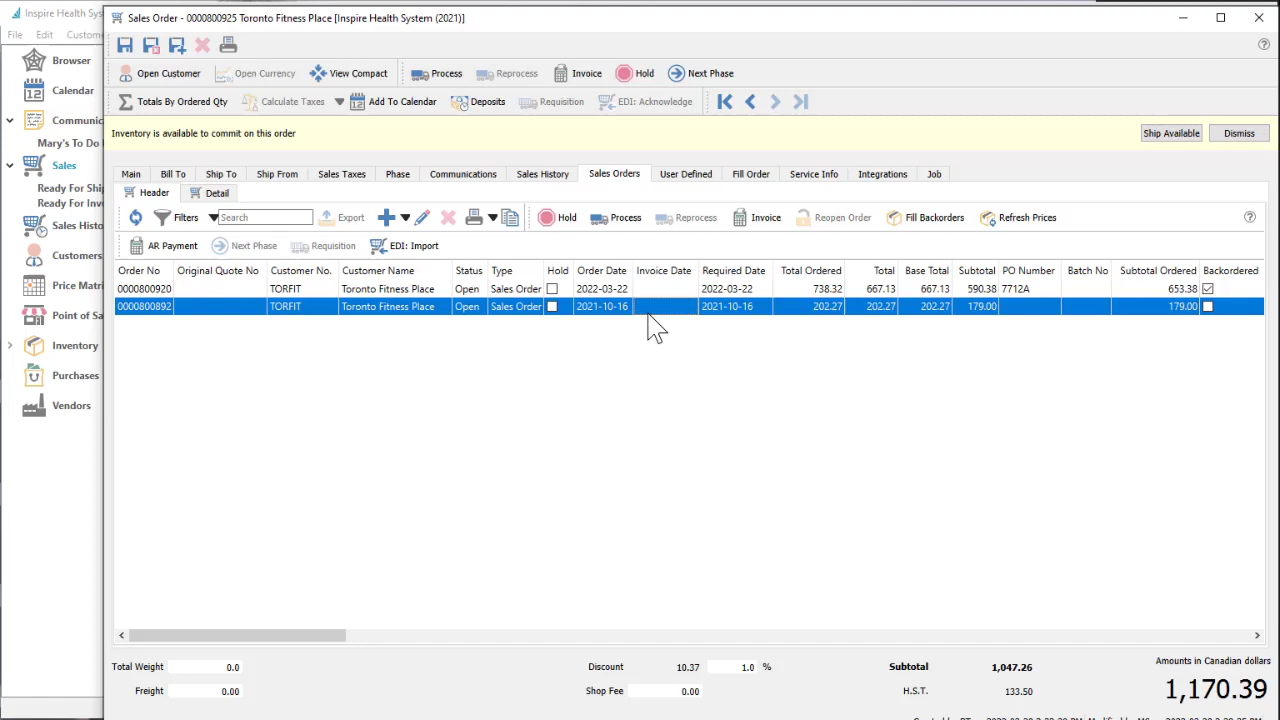 Inspire Health Sys
Sales Order - 0000800925 Toronto Fitness Place [Inspire Health System (2021)]
File Edit Custome
Open Customer Open Currency View Compact Process Reprocess Invoice Hold Next Phase
Totals By Ordered Qty Calculate Taxes Add To Calendar Deposits Requisition EDI: Acknowledge
Inventory is available to commit on this order Ship Available Dismiss
Browser
Calendar
Communic
Mary's To Do
Sales
Ready For Ship
Ready For Inv
Sales Histo
Customers
Price Matri
Point of Sa
Inventory
Purchases
Vendors
Main Bill To Ship To Ship From Sales Taxes Phase Communications Sales History Sales Orders User Defined Fill Order Service Info Integrations Job
Header Detail
Filters Search Export Hold Process Reprocess Invoice Reopen Order Fill Backorders Refresh Prices
AR Payment Next Phase Requisition EDI: Import
Order No Original Quote No Customer No. Customer Name Status Type Hold Order Date Invoice Date Required Date Total Ordered Total Base Total Subtotal PO Number Batch No Subtotal Ordered Backordered
0000800920 TORFIT Toronto Fitness Place Open Sales Order 2022-03-22 2022-03-22 738.32 667.13 667.13 590.38 7712A 653.38
0000800892 TORFIT Toronto Fitness Place Open Sales Order 2021-10-16 2021-10-16 202.27 202.27 202.27 179.00 179.00
Total Weight 0.0 Discount 10.37 1.0 % Subtotal 1,047.26 Amounts in Canadian dollars
Freight 0.00 Shop Fee 0.00 H.S.T. 133.50 1,170.39